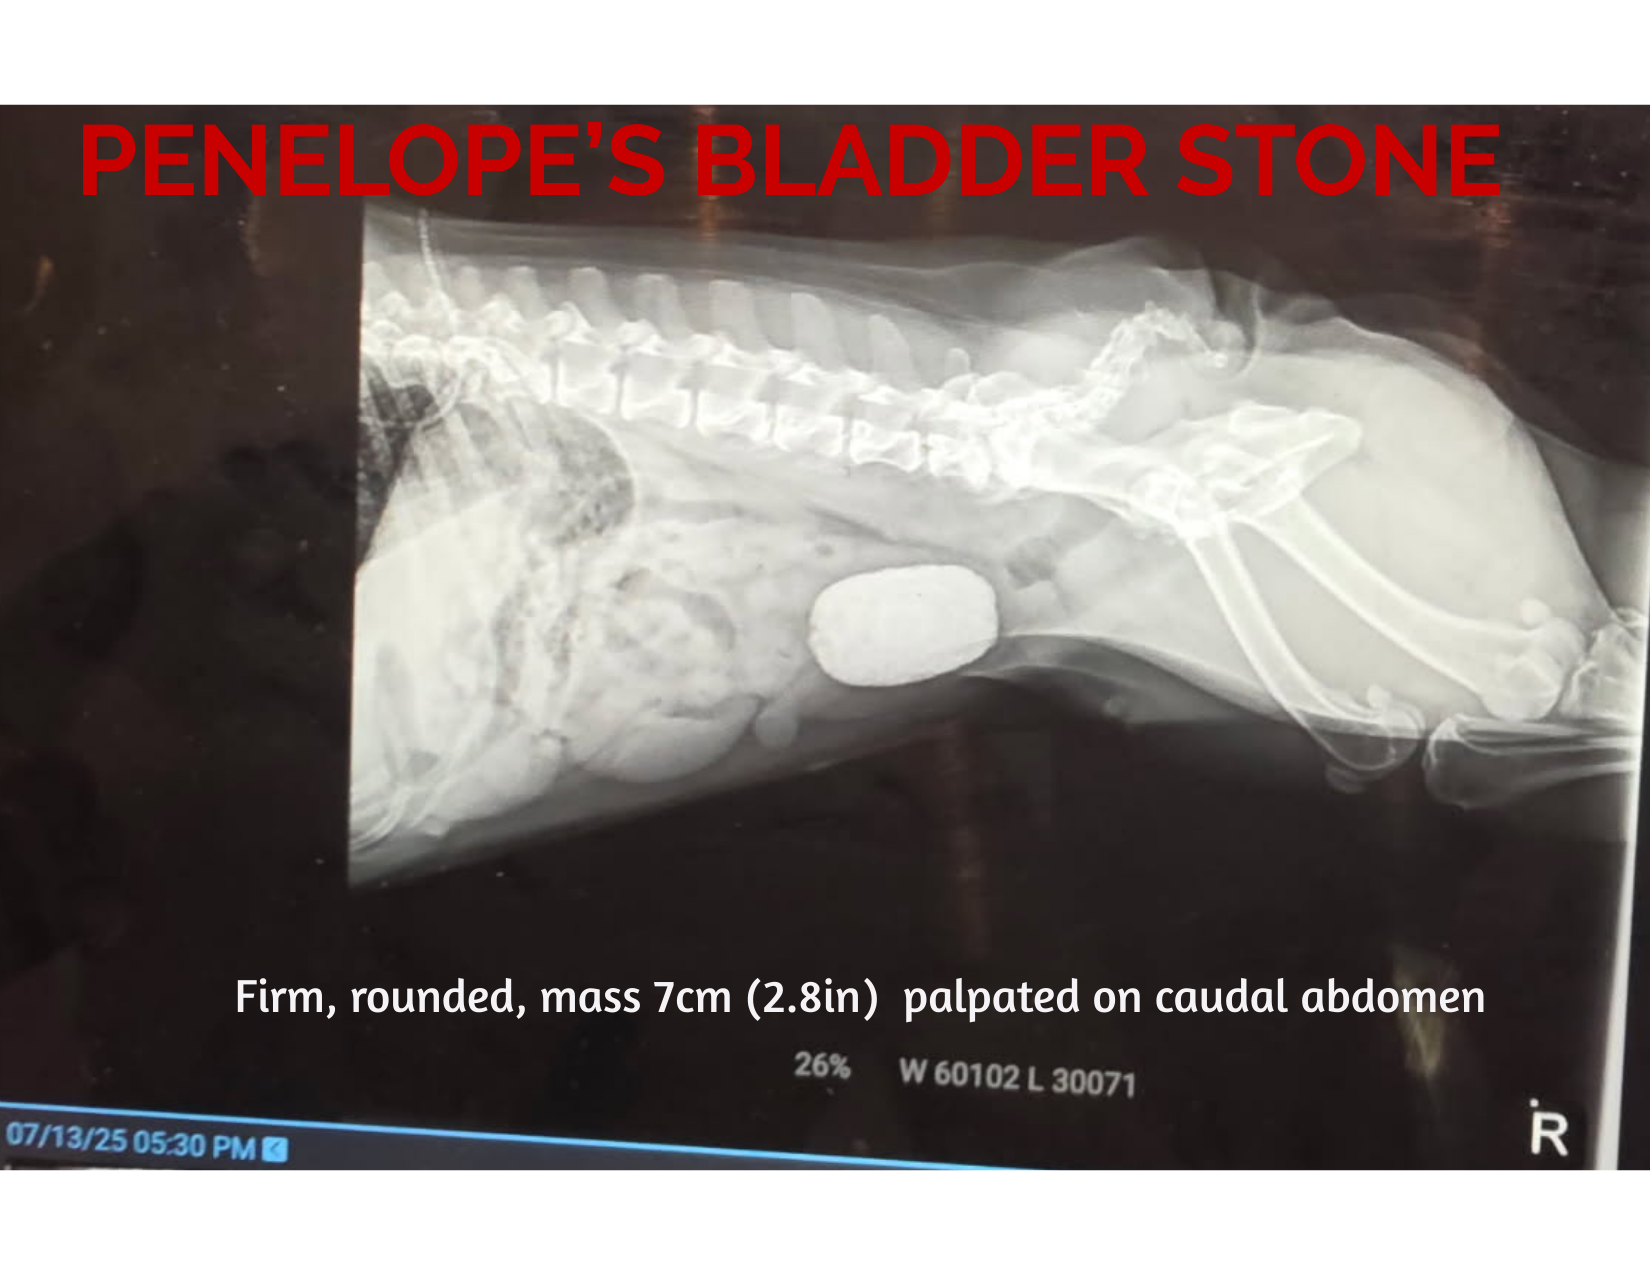 PENELOPE’S BLADDER STONE
Firm, rounded, mass 7cm (2.8in) palpated on caudal abdomen
26% W 60102 L 30071
R
07/13/25 05:30 PM